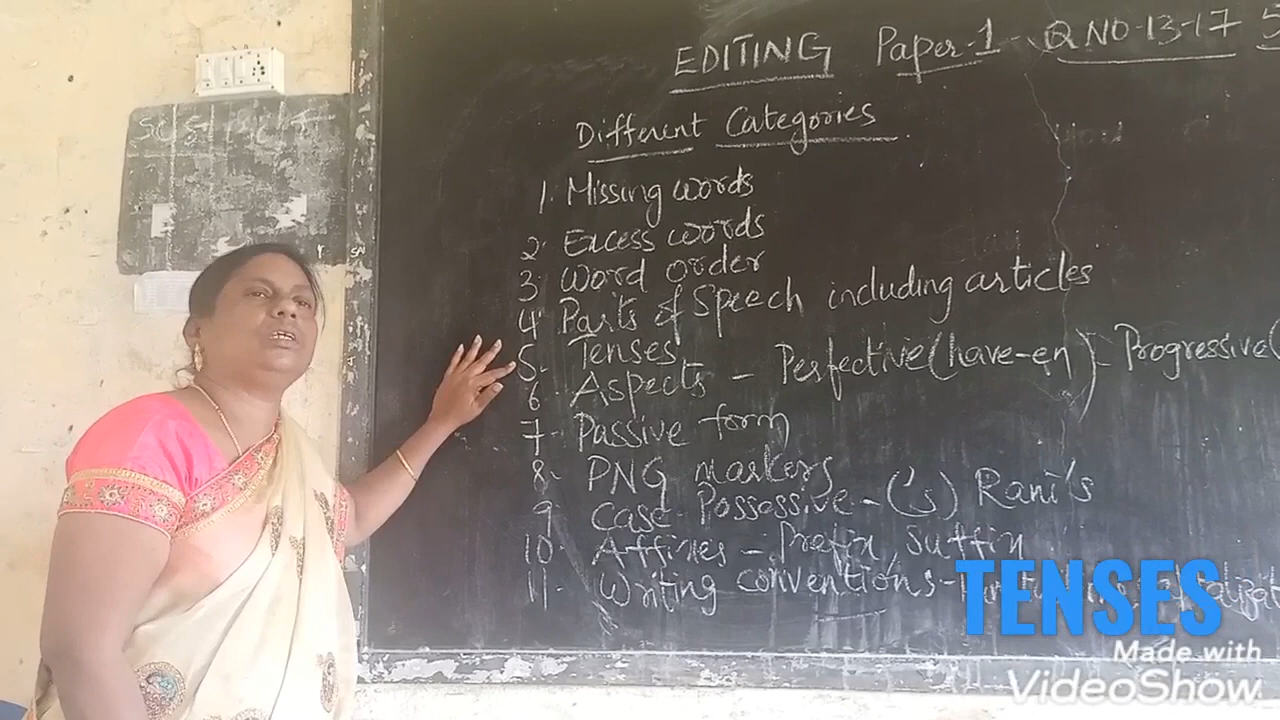 EDITING Paper-1 - QNO-13-17 5
Different Categories
1. Missing words
2. Excess words
3. Word order
4. Parts of Speech including articles
5. Tenses
6. Aspects - Perfective (have-en) - Progressive (
7. Passive form
8. PNG markers
9 Case - Possessive - ('s) Rani's
10. Affixes - Prefix, Suffix
11. Writing conventions -
TENSES
Made with
VideoShow